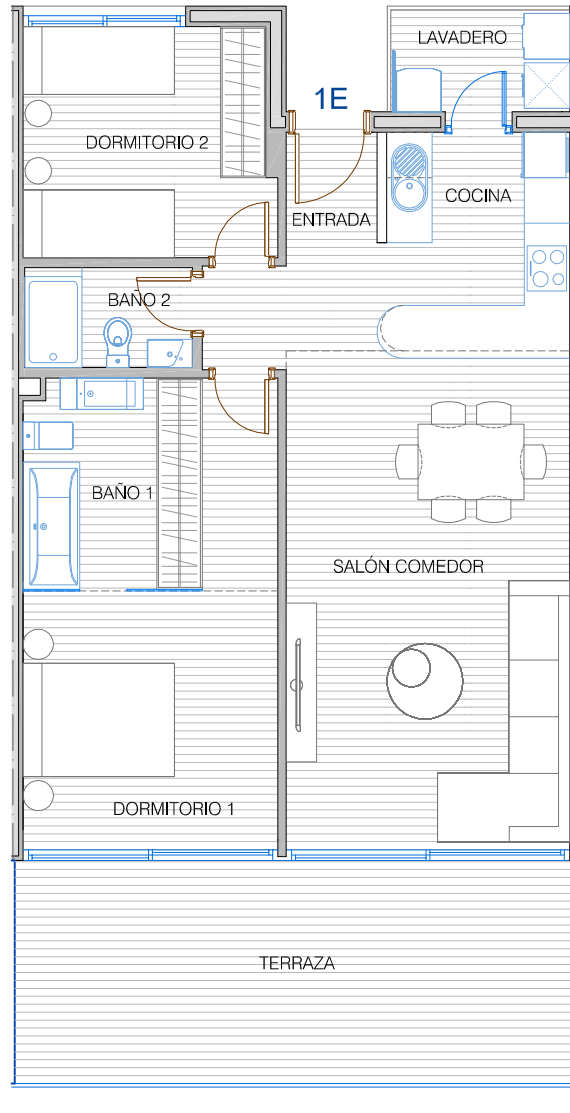 LAVADERO
1E
DORMITORIO 2
COCINA
ENTRADA
BAÑO 2
BAÑO 1
SALÓN COMEDOR
DORMITORIO 1
TERRAZA